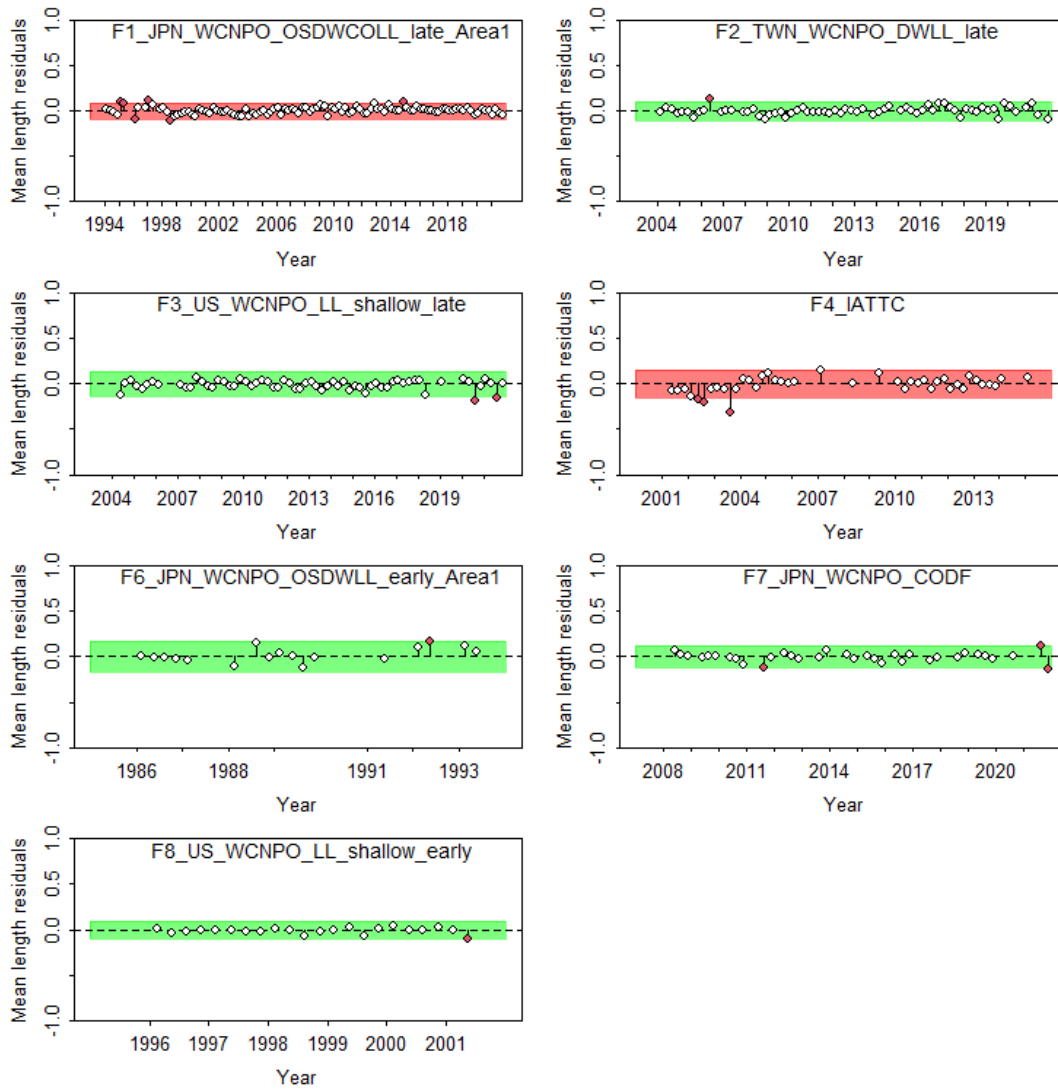 F1_JPN_WCNPO_OSDWCOLL_late_Area1
Mean length residuals
1.0
0.5
0.0
-1.0
1994 1998 2002 2006 2010 2014 2018
Year
F2_TWN_WCNPO_DWLL_late
Mean length residuals
1.0
0.5
0.0
-1.0
2004 2007 2010 2013 2016 2019
Year
F3_US_WCNPO_LL_shallow_late
Mean length residuals
1.0
0.5
0.0
-1.0
2004 2007 2010 2013 2016 2019
Year
F4_IATTC
Mean length residuals
1.0
0.5
0.0
-1.0
2001 2004 2007 2010 2013
Year
F6_JPN_WCNPO_OSDWLL_early_Area1
Mean length residuals
1.0
0.5
0.0
-1.0
1986 1988 1991 1993
Year
F7_JPN_WCNPO_CODF
Mean length residuals
1.0
0.5
0.0
-1.0
2008 2011 2014 2017 2020
Year
F8_US_WCNPO_LL_shallow_early
Mean length residuals
1.0
0.5
0.0
-1.0
1996 1997 1998 1999 2000 2001
Year